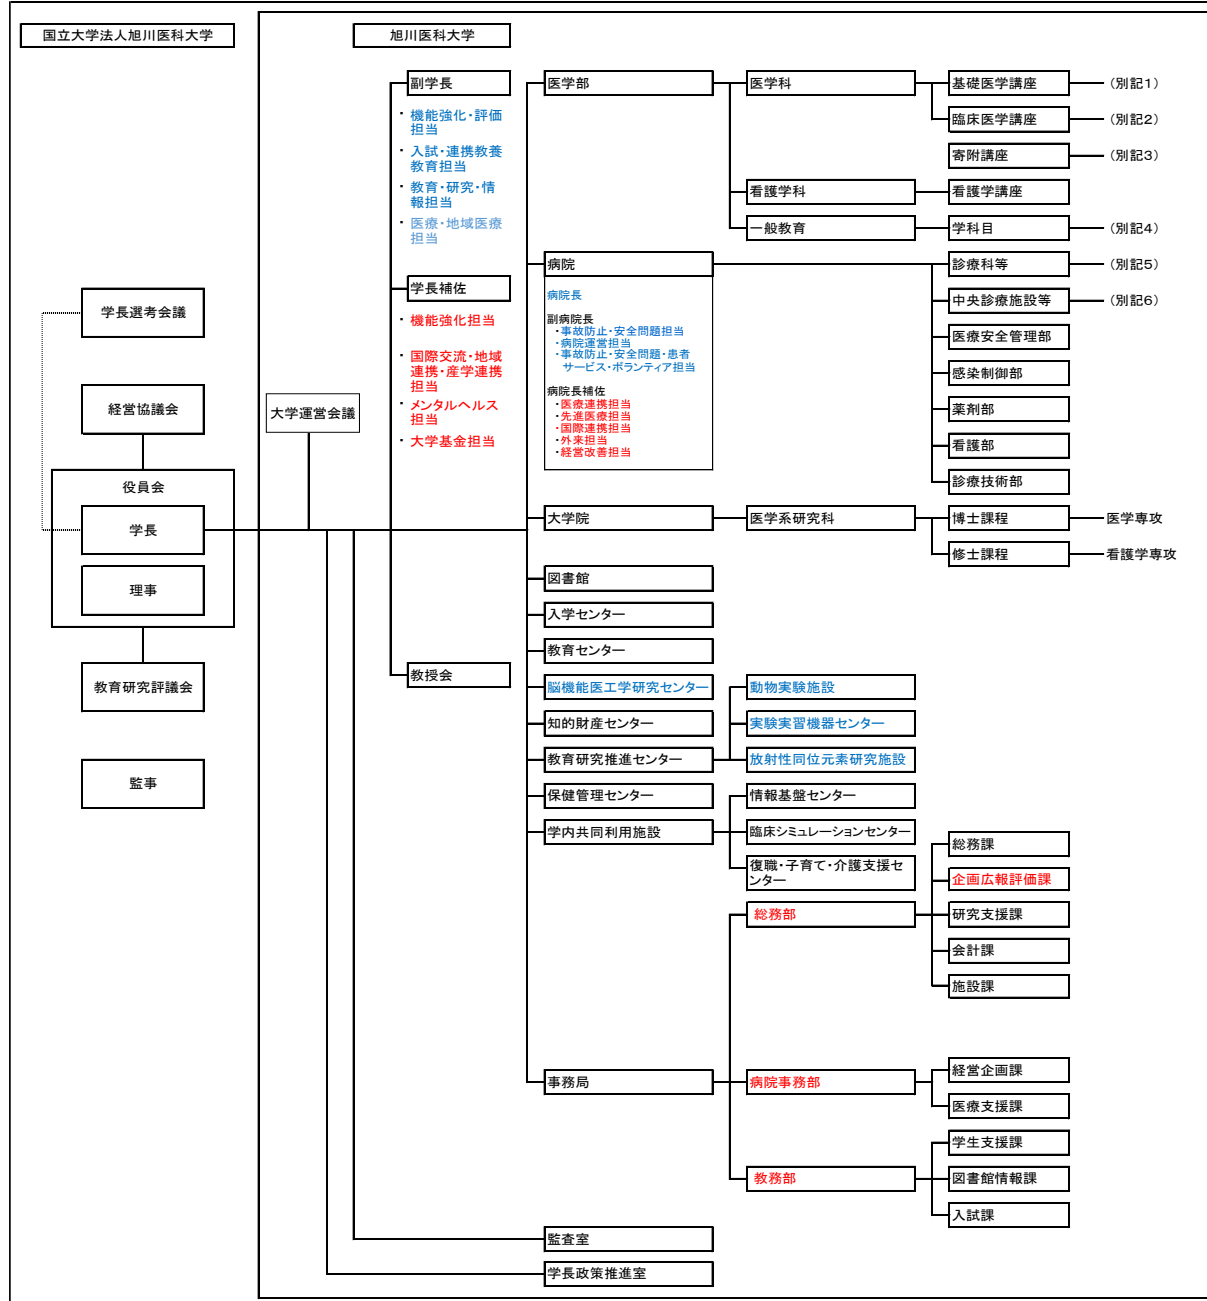 国立大学法人旭川医科大学
旭川医科大学
学長選考会議
経営協議会
役員会
学長
理事
教育研究評議会
監事
大学運営会議
副学長
・機能強化・評価
担当
・入試・連携教養
教育担当
・教育・研究・情
報担当
・医療・地域医療
担当
学長補佐
・機能強化担当
・国際交流・地域
連携・産学連携
担当
・メンタルヘルス
担当
・大学基金担当
教授会
医学部
医学科
基礎医学講座
(別記1)
臨床医学講座
(別記2)
寄附講座
(別記3)
看護学科
看護学講座
一般教育
学科目
(別記4)
病院
病院長
副病院長
・事故防止・安全問題担当
・病院運営担当
・事故防止・安全問題・患者
サービス・ボランティア担当
病院長補佐
・医療連携担当
・先進医療担当
・国際連携担当
・外来担当
・経営改善担当
診療科等
(別記5)
中央診療施設等
(別記6)
医療安全管理部
感染制御部
薬剤部
看護部
診療技術部
大学院
医学系研究科
博士課程
医学専攻
修士課程
看護学専攻
図書館
入学センター
教育センター
脳機能医工学研究センター
知的財産センター
教育研究推進センター
動物実験施設
実験実習機器センター
放射性同位元素研究施設
保健管理センター
学内共同利用施設
情報基盤センター
臨床シミュレーションセンター
復職・子育て・介護支援セ
ンター
事務局
総務部
総務課
企画広報評価課
研究支援課
会計課
施設課
病院事務部
経営企画課
医療支援課
教務部
学生支援課
図書館情報課
入試課
監査室
学長政策推進室